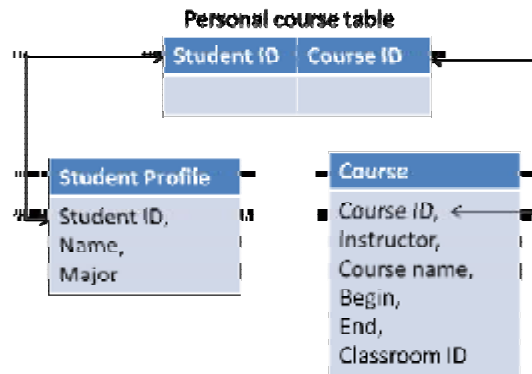 Personal course table
Student ID Course ID
Student Profile
Student ID,
Name,
Major
Course
Course ID,
Instructor,
Course name,
Begin,
End,
Classroom ID